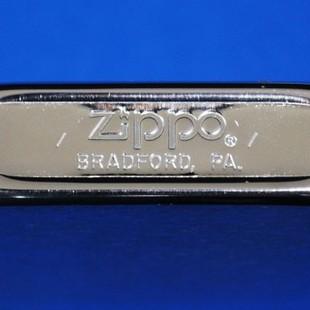 / Zippo® /
BRADFORD, PA.